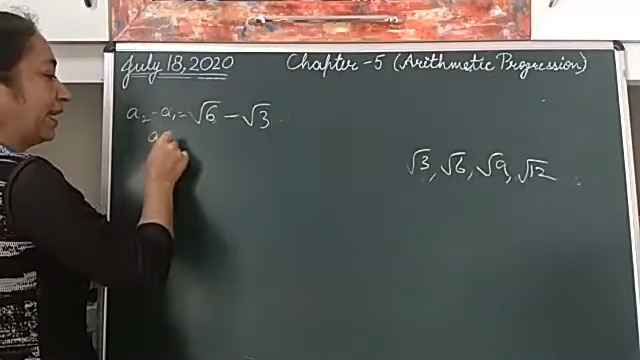 July 18, 2020
Chapter - 5 (Arithmetic Progression)
a₂ - a₁ = √6 - √3
a
√3, √6, √9, √12